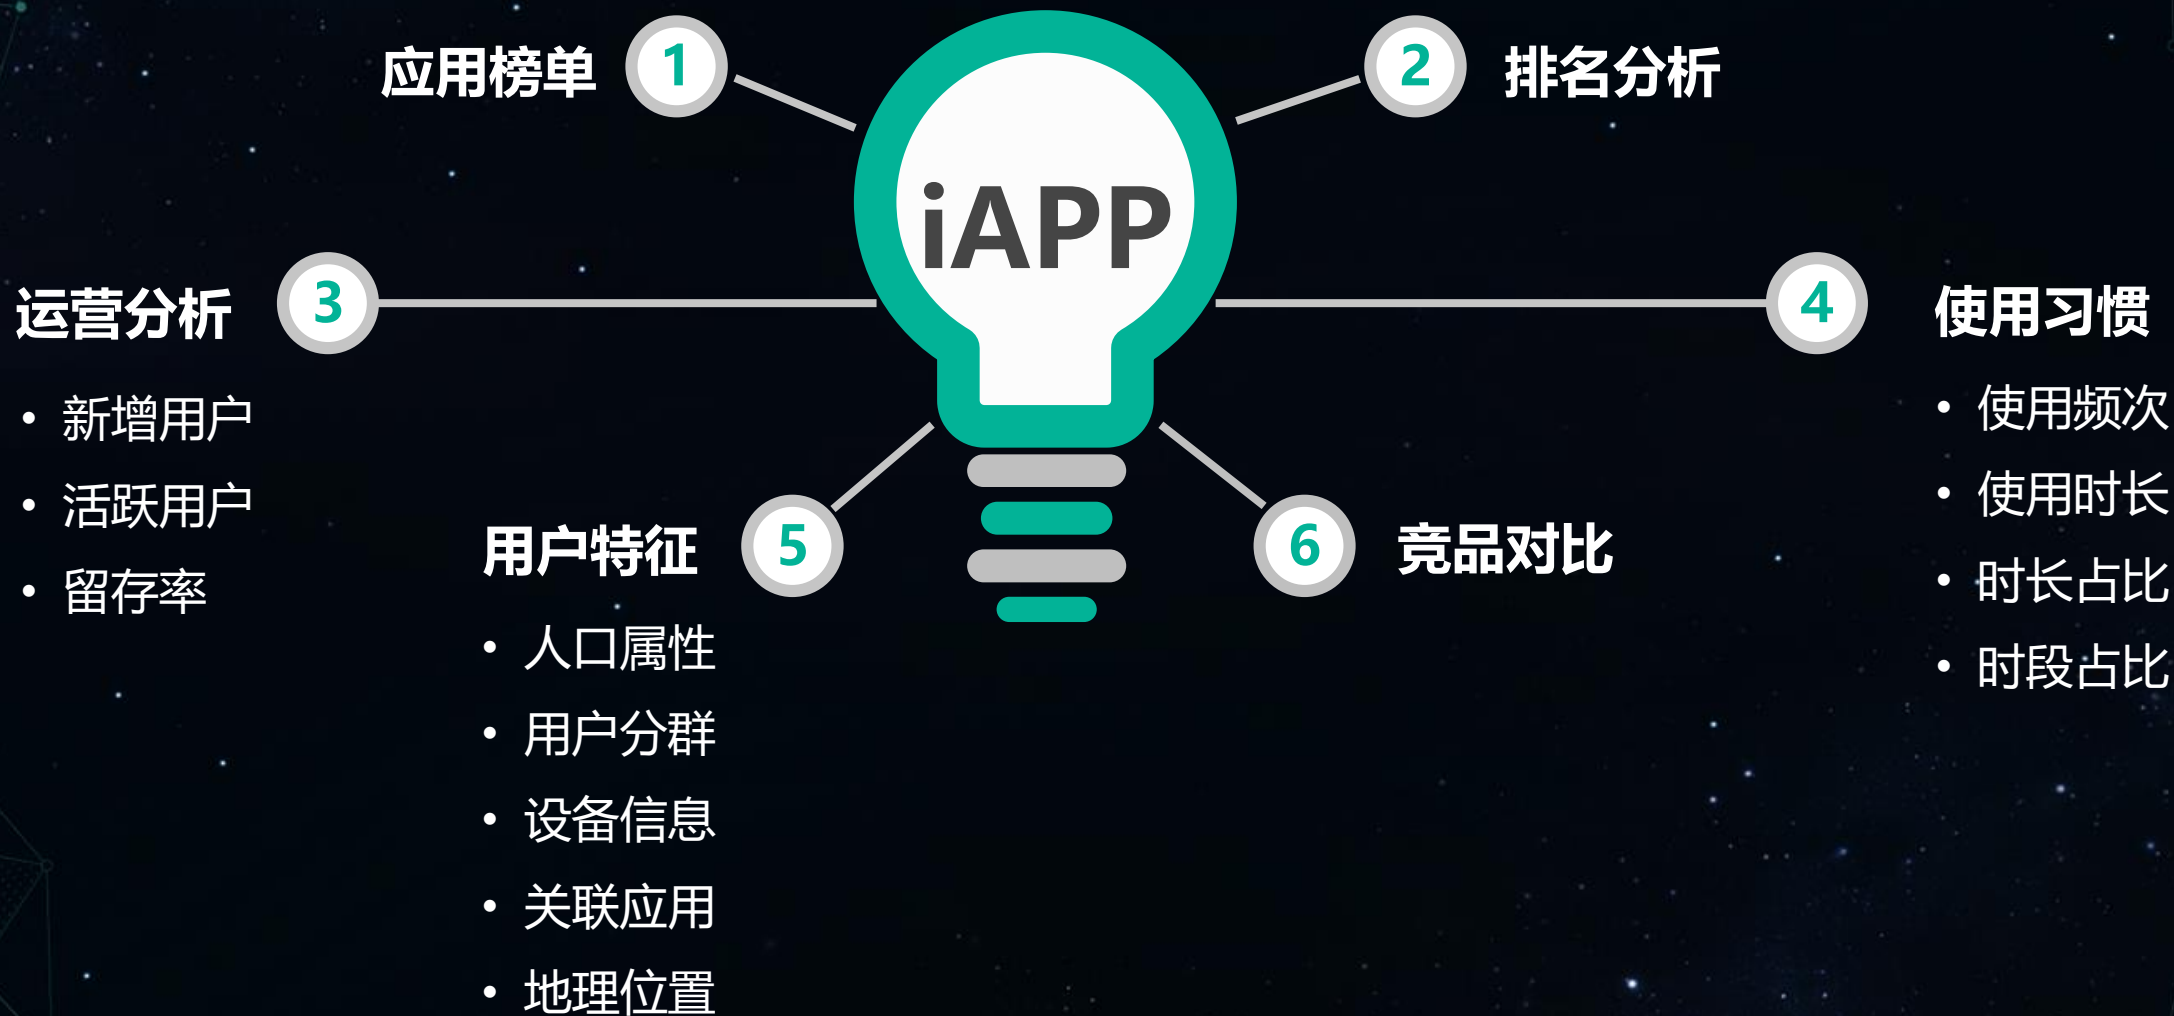 应用榜单
1
2
排名分析
iAPP
运营分析
3
• 新增用户
• 活跃用户
• 留存率
4
使用习惯
• 使用频次
• 使用时长
• 时长占比
• 时段占比
用户特征
5
• 人口属性
• 用户分群
• 设备信息
• 关联应用
• 地理位置
6
竞品对比